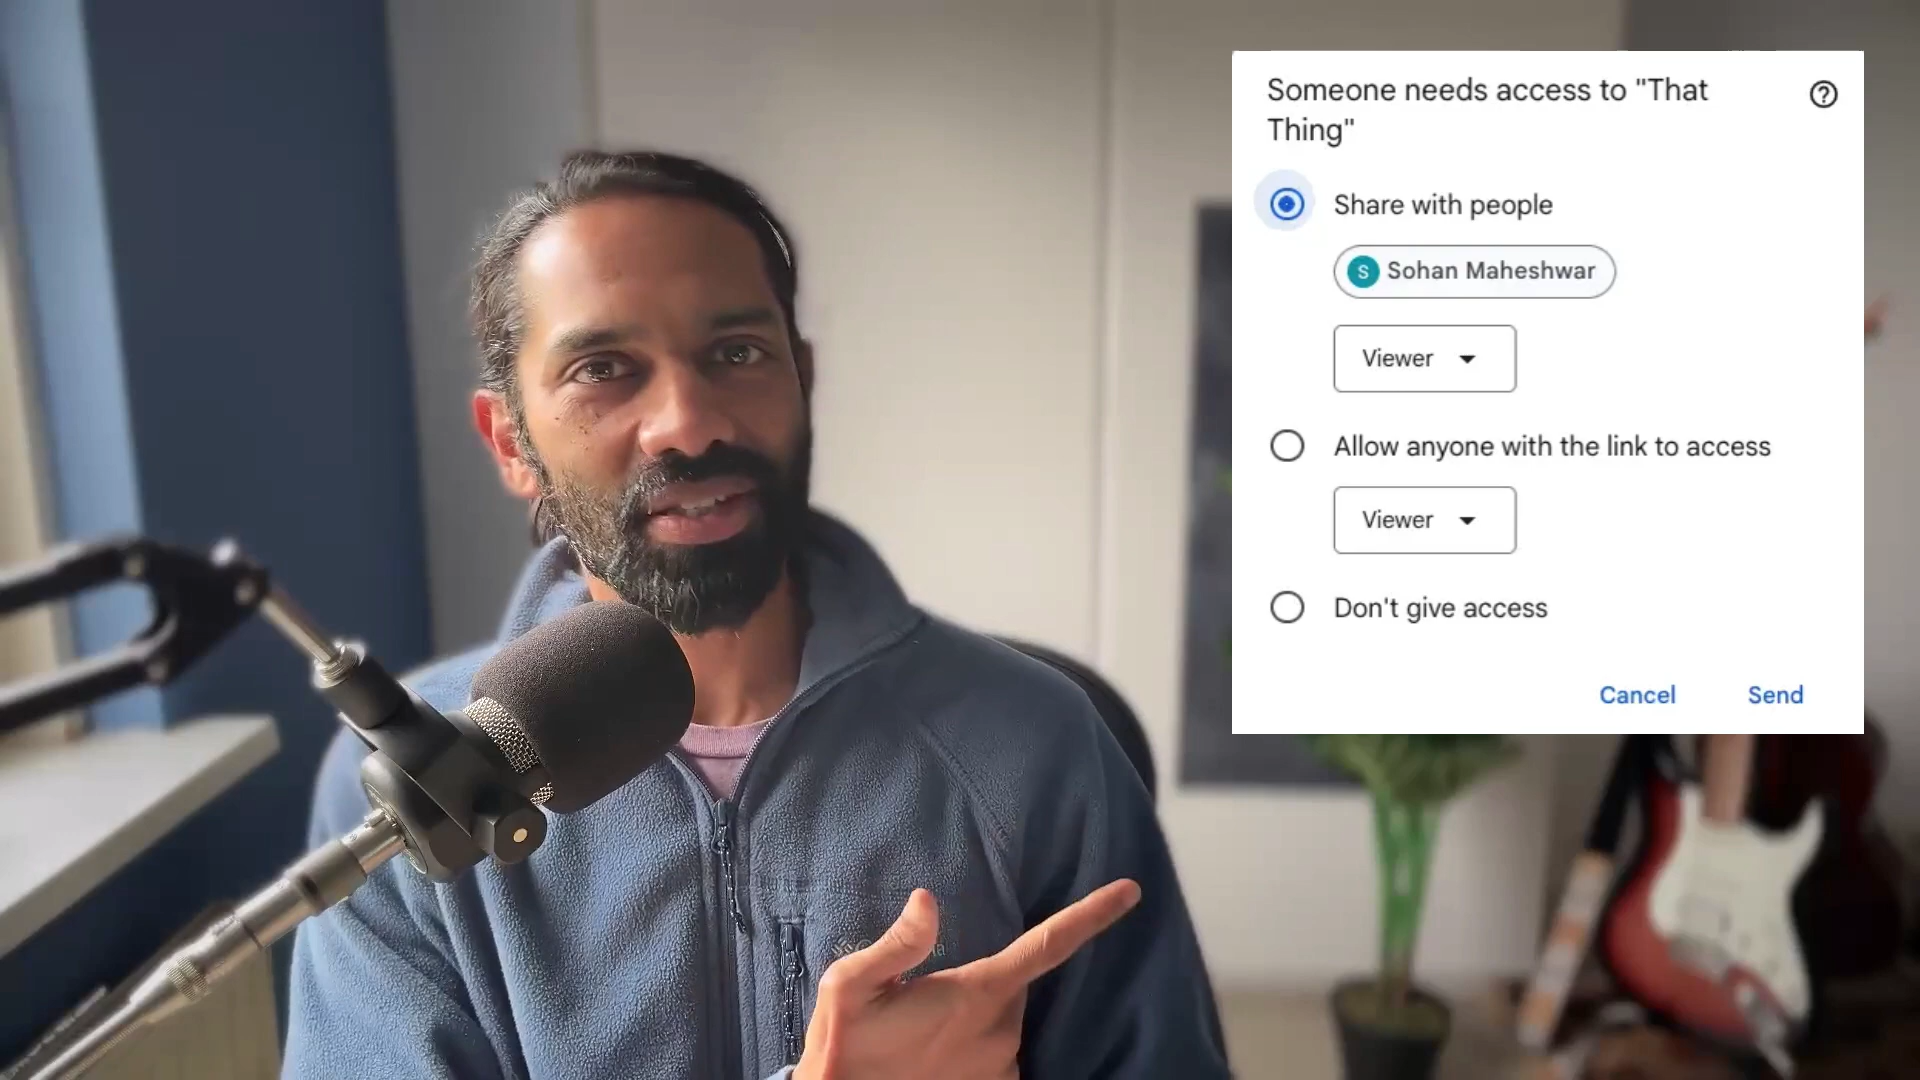 Someone needs access to "That
Thing"
Share with people
S Sohan Maheshwar
Viewer
Allow anyone with the link to access
Viewer
Don't give access
Cancel Send